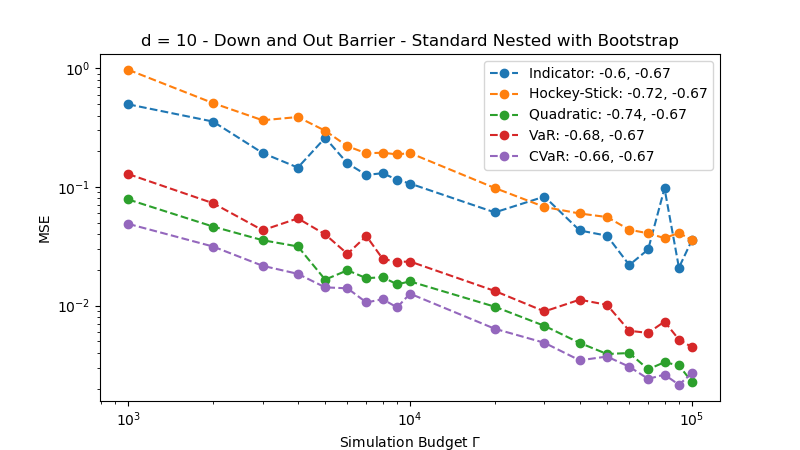 d = 10 - Down and Out Barrier - Standard Nested with Bootstrap
Indicator: -0.6, -0.67
Hockey-Stick: -0.72, -0.67
Quadratic: -0.74, -0.67
VaR: -0.68, -0.67
CVaR: -0.66, -0.67
MSE
10⁰
10⁻¹
10⁻²
10³
10⁴
10⁵
Simulation Budget Γ